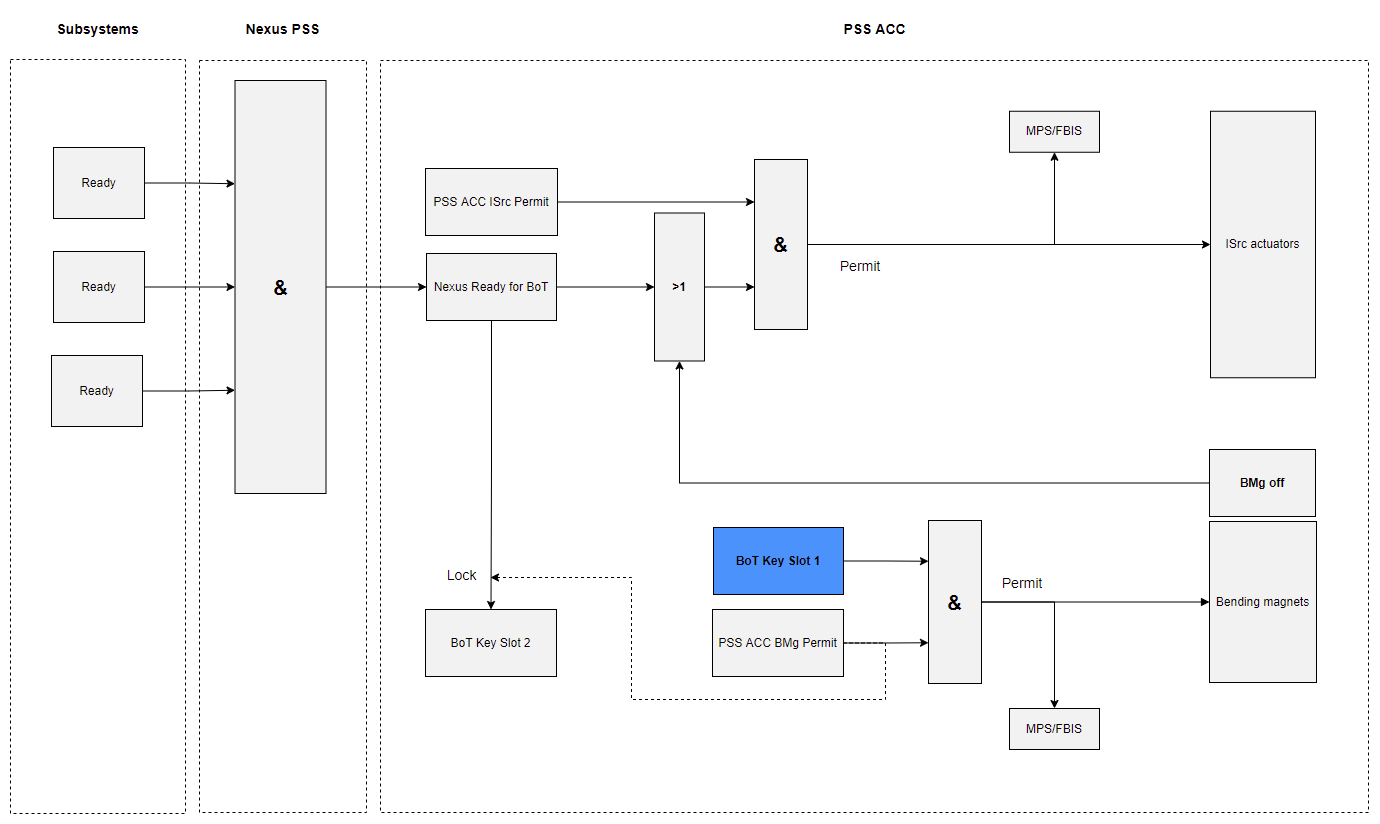 Subsystems
Nexus PSS
PSS ACC
Ready
Ready
Ready
&
PSS ACC ISrc Permit
Nexus Ready for BoT
>1
&
Permit
MPS/FBIS
ISrc actuators
BMg off
Lock
BoT Key Slot 2
BoT Key Slot 1
PSS ACC BMg Permit
&
Permit
Bending magnets
MPS/FBIS